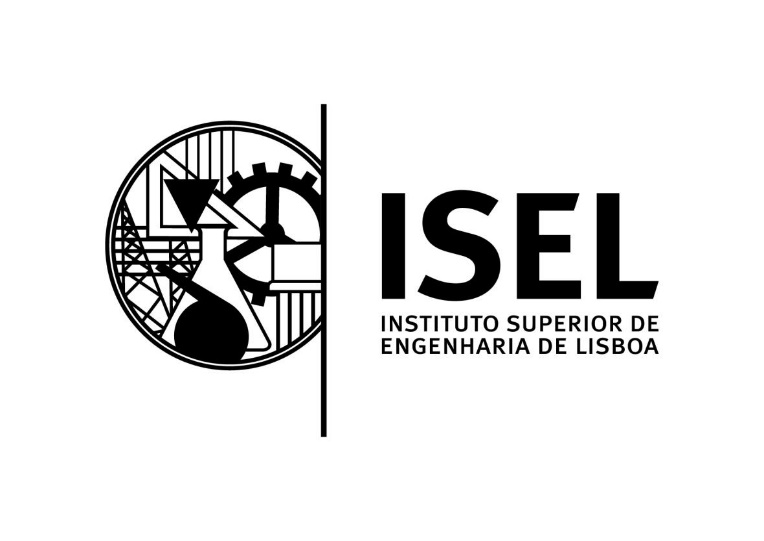 ISEL
INSTITUTO SUPERIOR DE
ENGENHARIA DE LISBOA